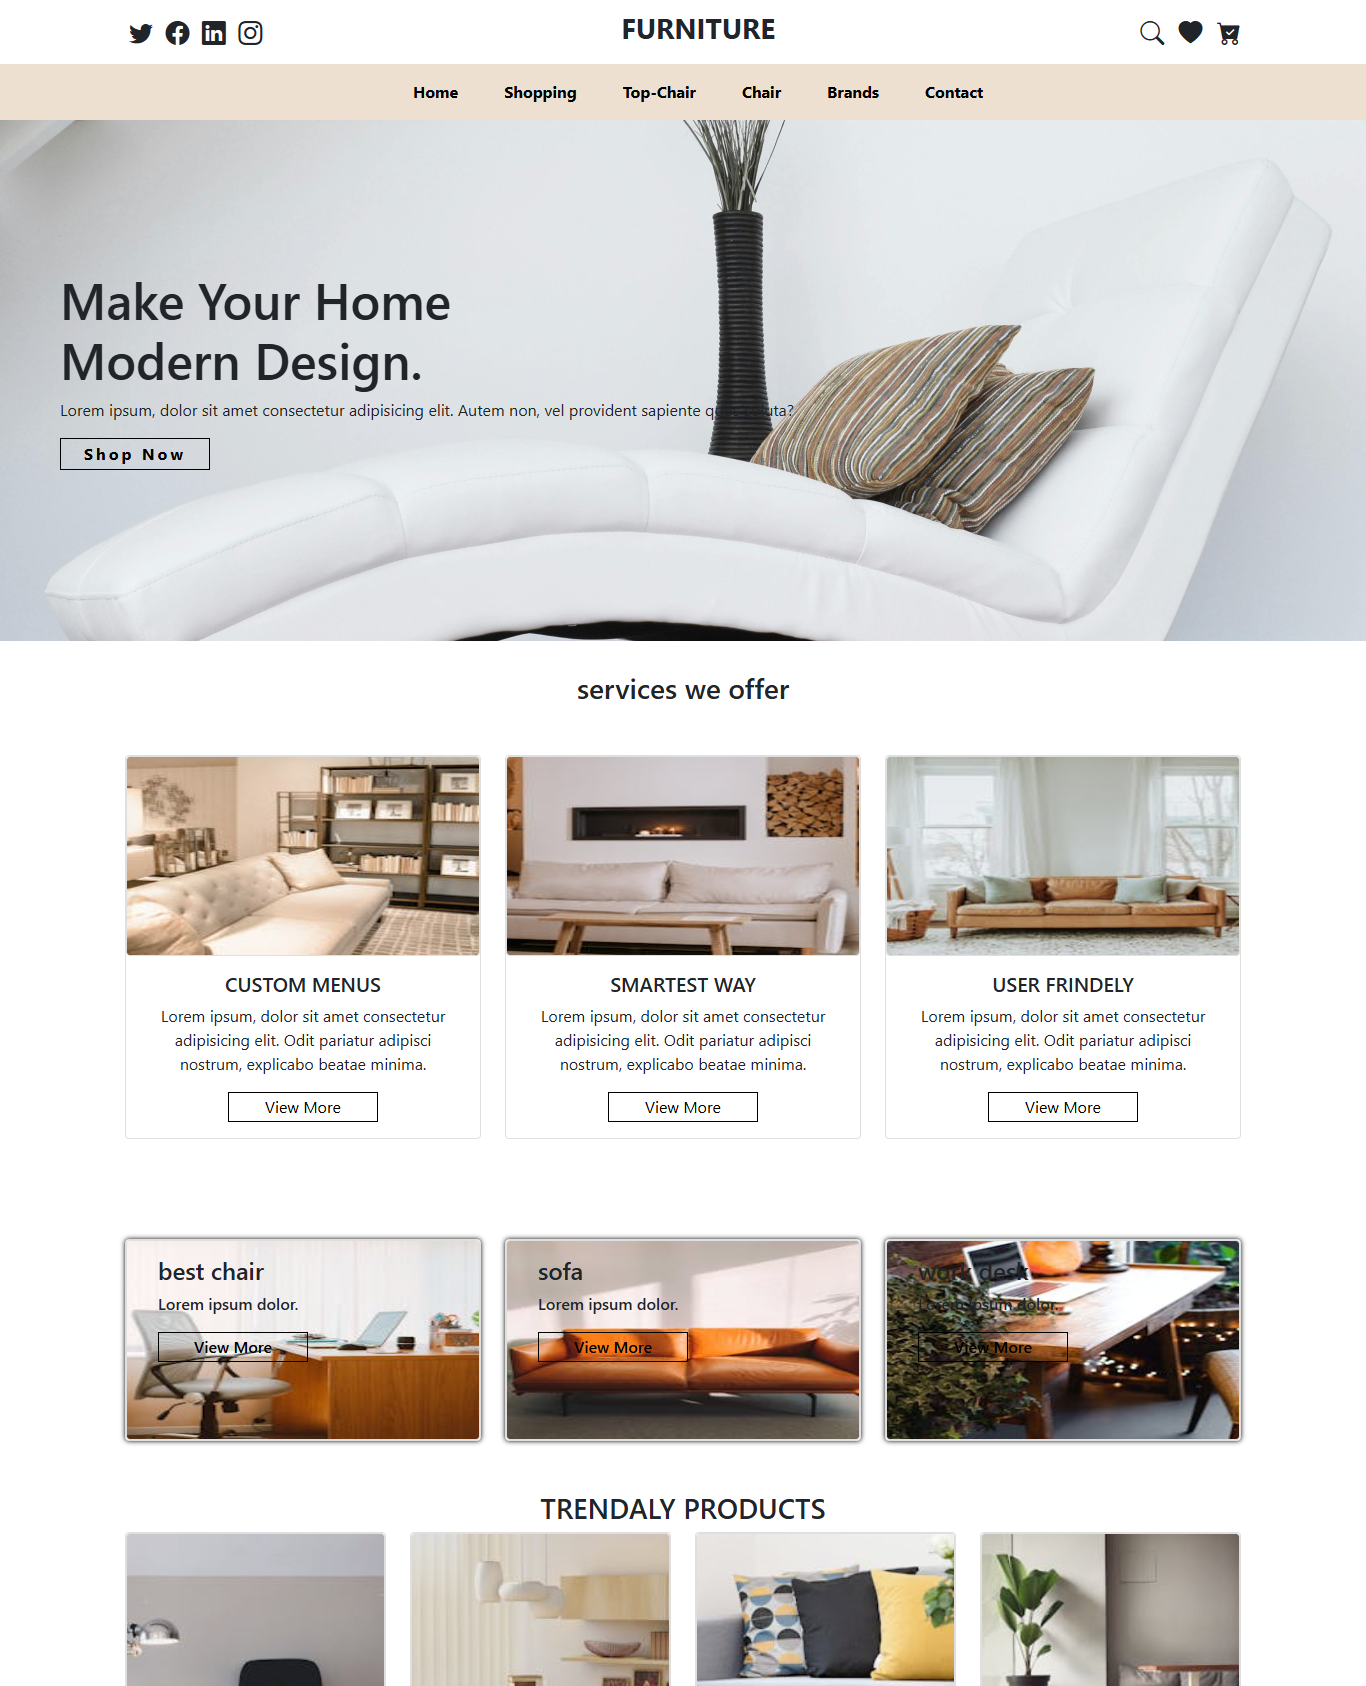 FURNITURE
Home Shopping Top-Chair Chair Brands Contact
Make Your Home
Modern Design.
Lorem ipsum, dolor sit amet consectetur adipisicing elit. Autem non, vel provident sapiente
Shop Now
services we offer
CUSTOM MENUS
Lorem ipsum, dolor sit amet consectetur
adipisicing elit. Odit pariatur adipisci
nostrum, explicabo beatae minima.
View More
SMARTEST WAY
Lorem ipsum, dolor sit amet consectetur
adipisicing elit. Odit pariatur adipisci
nostrum, explicabo beatae minima.
View More
USER FRINDELY
Lorem ipsum, dolor sit amet consectetur
adipisicing elit. Odit pariatur adipisci
nostrum, explicabo beatae minima.
View More
best chair
Lorem ipsum dolor.
View More
sofa
Lorem ipsum dolor.
View More
work desk
Lorem ipsum dolor.
View More
TRENDALY PRODUCTS